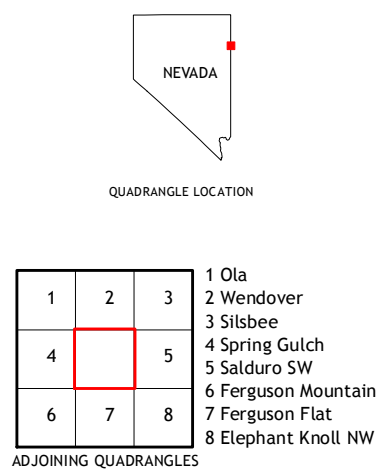 NEVADA
QUADRANGLE LOCATION
1 2 3
4 5
6 7 8
1 Ola
2 Wendover
3 Silsbee
4 Spring Gulch
5 Salduro SW
6 Ferguson Mountain
7 Ferguson Flat
8 Elephant Knoll NW
ADJOINING QUADRANGLES